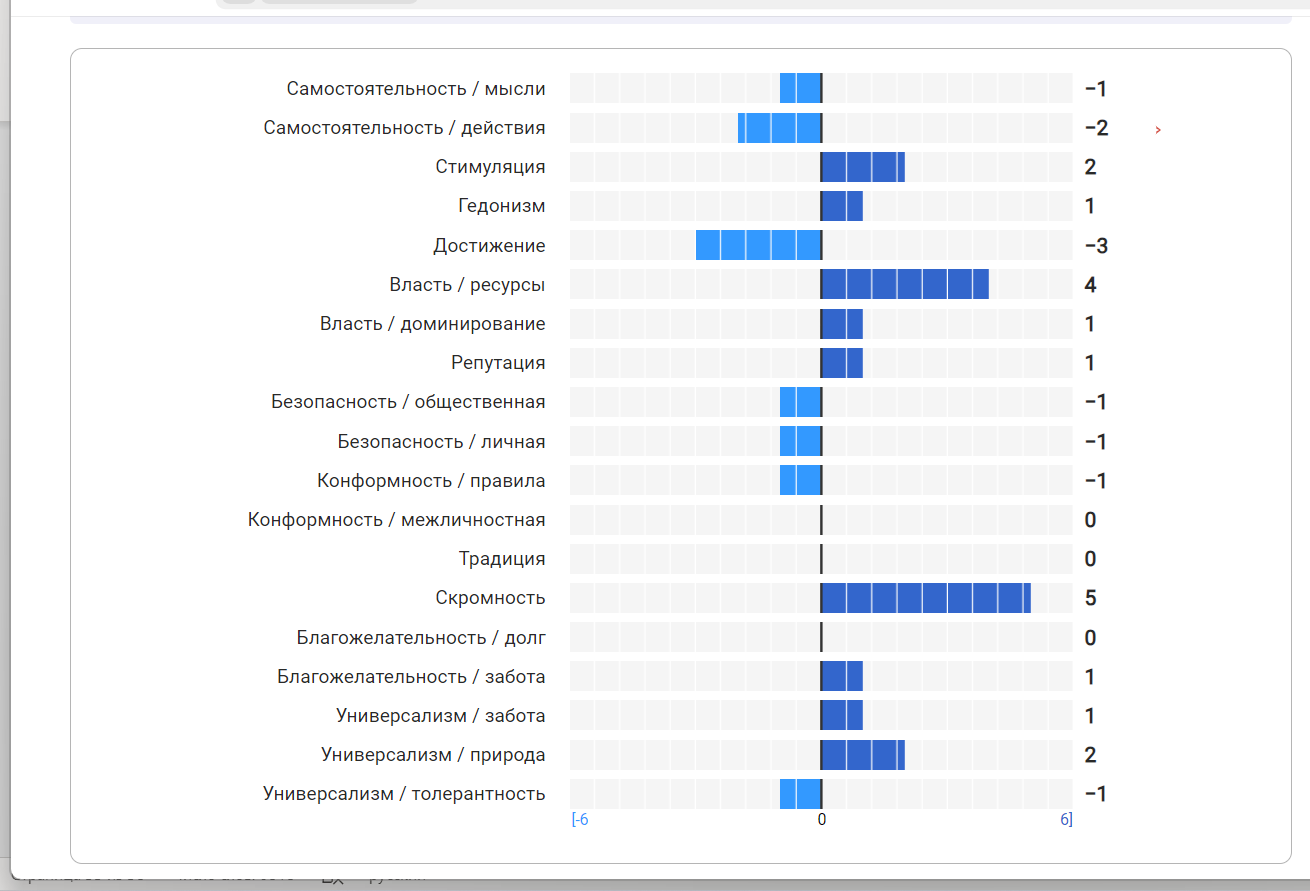 Самостоятельность / мысли −1
Самостоятельность / действия −2 ›
Стимуляция 2
Гедонизм 1
Достижение −3
Власть / ресурсы 4
Власть / доминирование 1
Репутация 1
Безопасность / общественная −1
Безопасность / личная −1
Конформность / правила −1
Конформность / межличностная 0
Традиция 0
Скромность 5
Благожелательность / долг 0
Благожелательность / забота 1
Универсализм / забота 1
Универсализм / природа 2
Универсализм / толерантность −1
[-6 0 6]